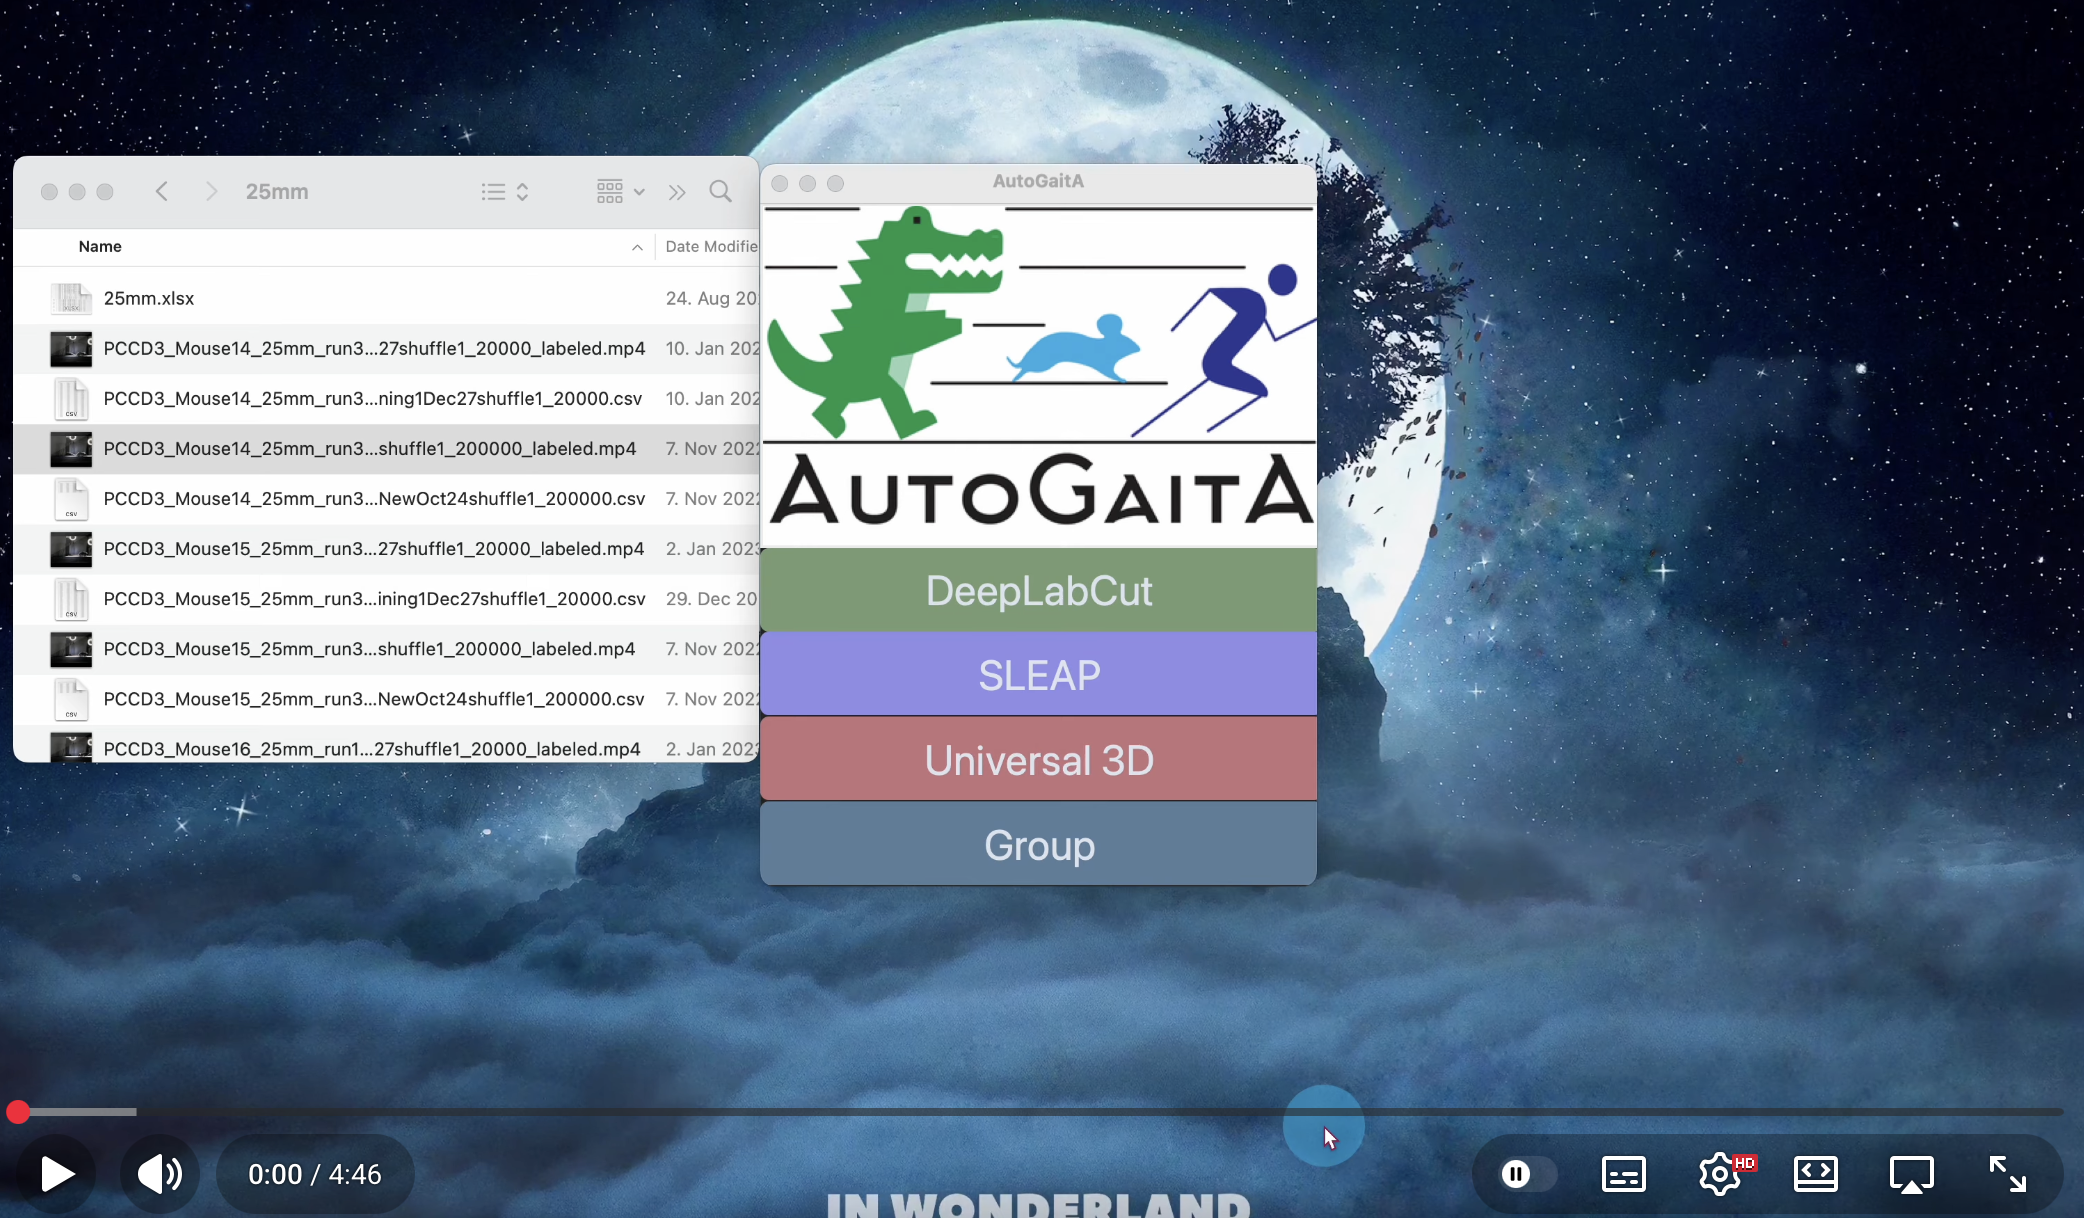 25mm
Name
Date Modifie
25mm.xlsx
24. Aug 20
PCCD3_Mouse14_25mm_run3...27shuffle1_20000_labeled.mp4
10. Jan 202
PCCD3_Mouse14_25mm_run3...ning1Dec27shuffle1_20000.csv
10. Jan 202
PCCD3_Mouse14_25mm_run3...shuffle1_200000_labeled.mp4
7. Nov 202
PCCD3_Mouse14_25mm_run3...NewOct24shuffle1_200000.csv
7. Nov 202
PCCD3_Mouse15_25mm_run3...27shuffle1_20000_labeled.mp4
2. Jan 202
PCCD3_Mouse15_25mm_run3...ining1Dec27shuffle1_20000.csv
29. Dec 20
PCCD3_Mouse15_25mm_run3...shuffle1_200000_labeled.mp4
7. Nov 202
PCCD3_Mouse15_25mm_run3...NewOct24shuffle1_200000.csv
7. Nov 202
PCCD3_Mouse16_25mm_run1...27shuffle1_20000_labeled.mp4
2. Jan 202
AutoGaitA
AUTOGAITA
DeepLabCut
SLEAP
Universal 3D
Group
0:00 / 4:46
HD
IN WONDERLAND